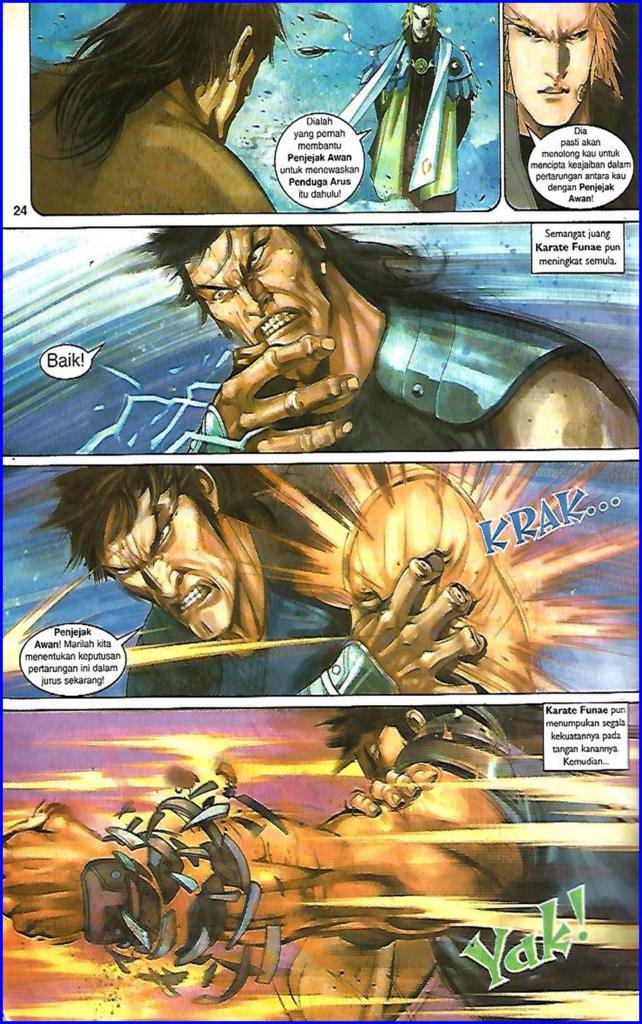 Dialah
yang pernah
membantu
Penjejak Awan
untuk menewaskan
Penduga Arus
itu dahulu!
Dia
pasti akan
menolong kau untuk
mencipta keajaiban dalam
pertarungan antara kau
dengan Penjejak
Awan!
24
Semangat juang
Karate Funae pun
meningkat semula.
Baik!
KRAK...
Penjejak
Awan! Marilah kita
menentukan keputusan
pertarungan ini dalam
jurus sekarang!
Karate Funae pun
menumpukan segala
kekuatannya pada
tangan kanannya.
Kemudian...
Yak!